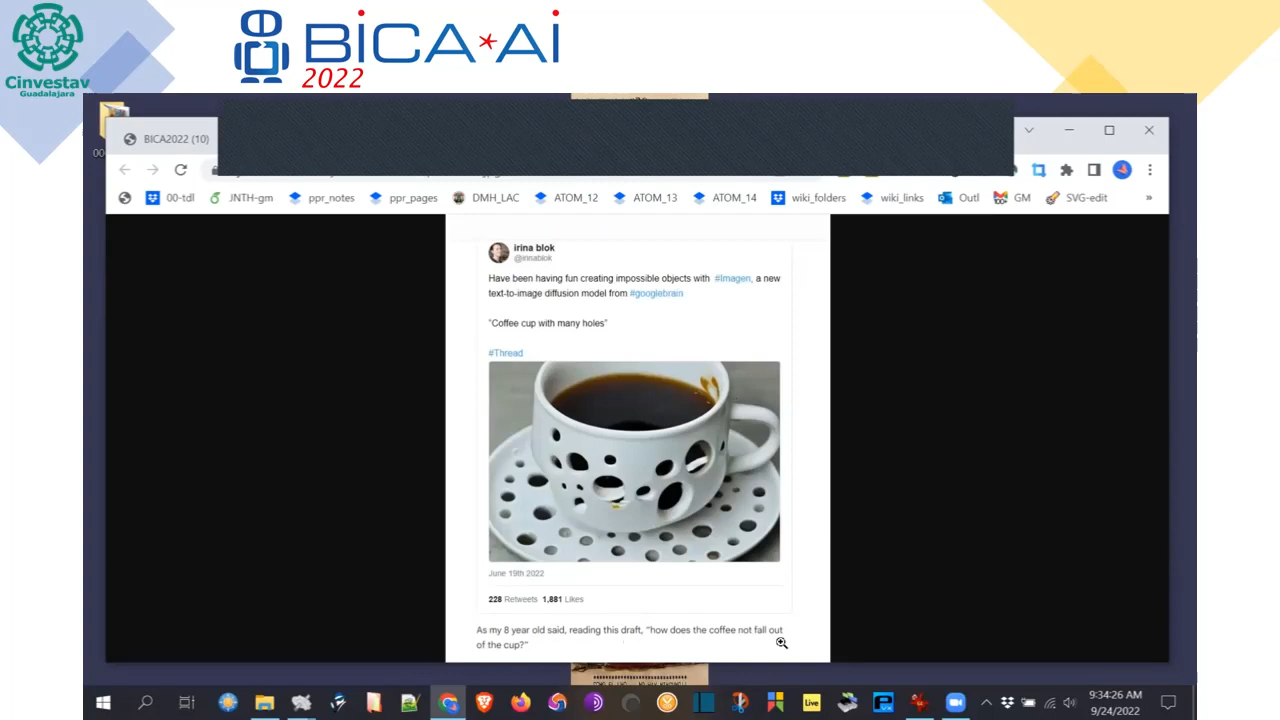 Cinvestav
Guadalajara
BiCA*Ai
2022
BICA2022 (10)
00-tdl
JNTH-gm
ppr_notes
ppr_pages
DMH_LAC
ATOM_12
ATOM_13
ATOM_14
wiki_folders
wiki_links
Outl
GM
SVG-edit
»
irina blok
@irinablok
Have been having fun creating impossible objects with #Imagen, a new
text-to-image diffusion model from #googlebrain
"Coffee cup with many holes"
#Thread
June 19th 2022
228 Retweets 1,881 Likes
As my 8 year old said, reading this draft, "how does the coffee not fall out
of the cup?"
Live
9:34:26 AM
9/24/2022